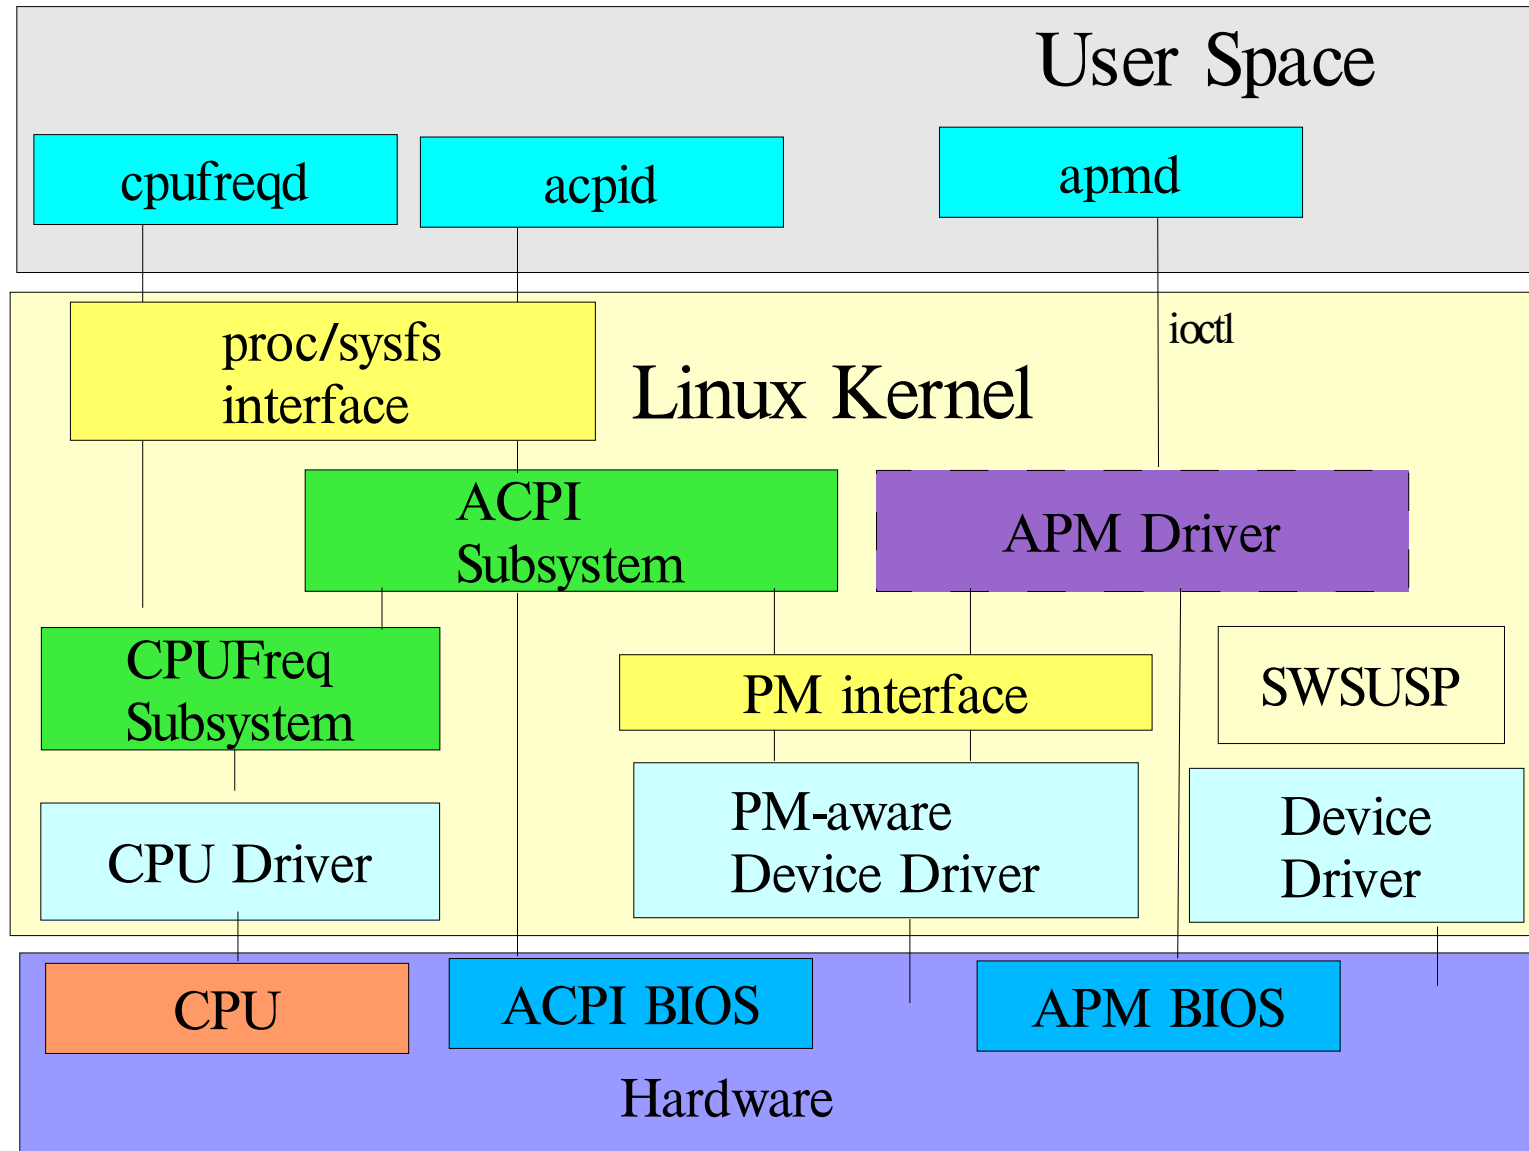 User Space
cpufreqd
acpid
apmd
proc/sysfs
interface
ioctl
Linux Kernel
ACPI
Subsystem
APM Driver
CPUFreq
Subsystem
PM interface
SWSUSP
CPU Driver
PM-aware
Device Driver
Device
Driver
CPU
ACPI BIOS
APM BIOS
Hardware